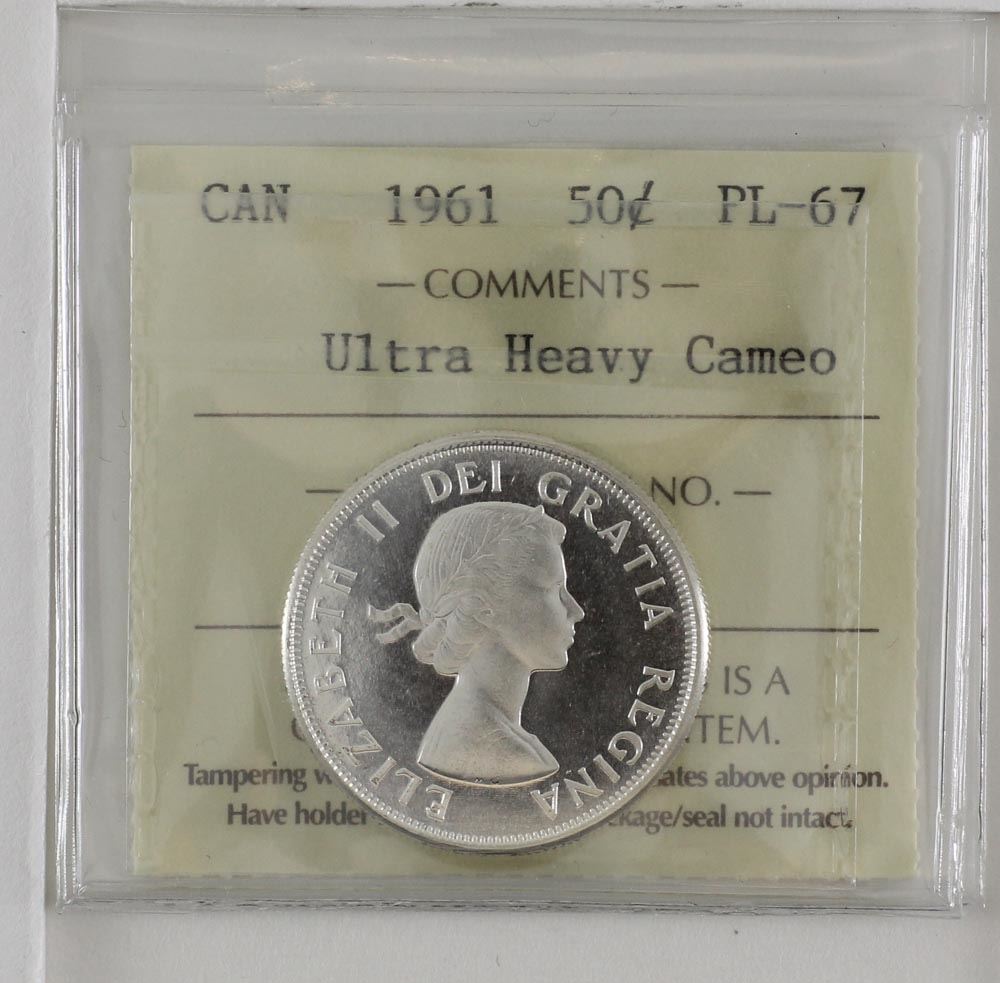 CAN 1961 50¢ PL-67
— COMMENTS —
Ultra Heavy Cameo
— NO. —
ELIZABETH II DEI GRATIA REGINA
IS A
Tampering ates above opinion.
Have holder kage/seal not intact.